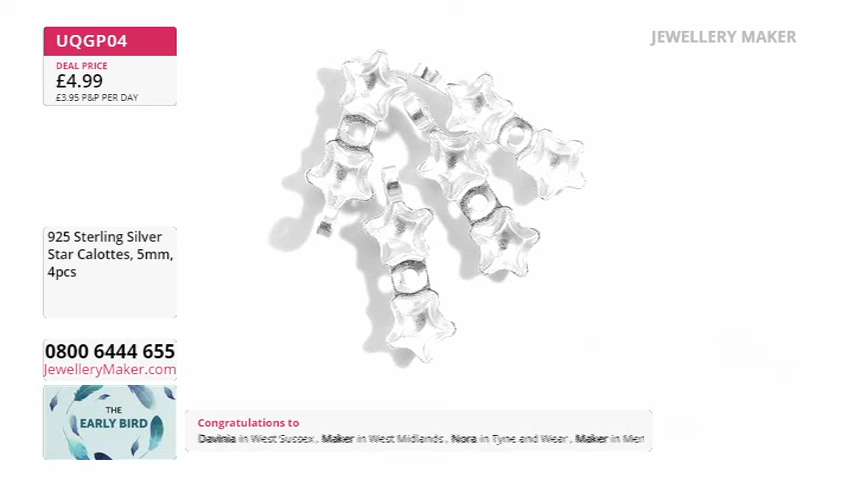 UQGP04
DEAL PRICE
£4.99
£3.95 P&P PER DAY
JEWELLERY MAKER
925 Sterling Silver
Star Calottes, 5mm,
4pcs
0800 6444 655
JewelleryMaker.com
THE
EARLY BIRD
Congratulations to
Davinia in West Sussex, Maker in West Midlands, Nora in Tyne and Wear, Maker in Mer